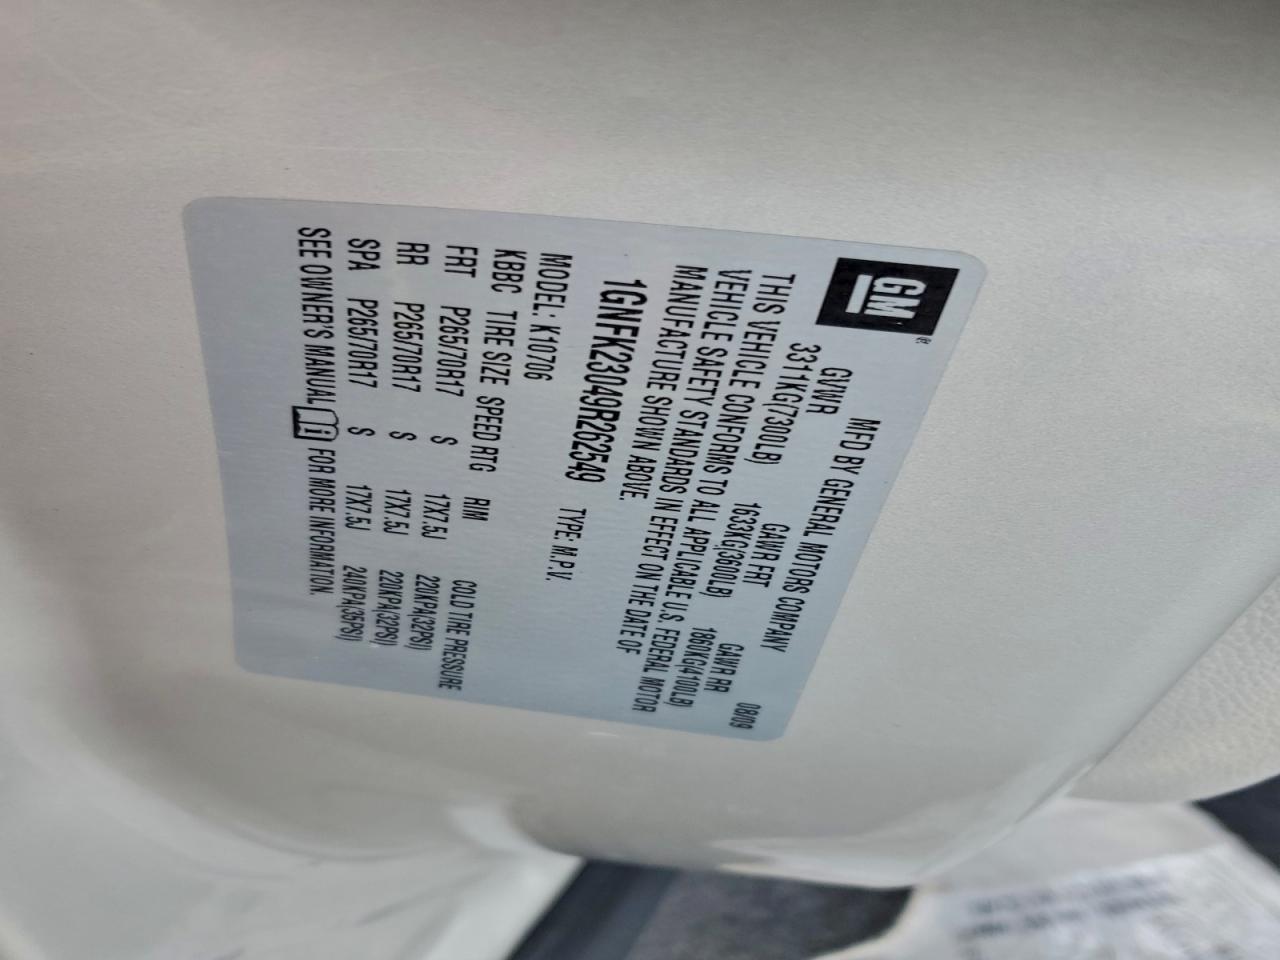 GM
MFD BY GENERAL MOTORS COMPANY 08/09
GVWR GAWR FRT GAWR RR
3311KG(7300LB) 1633KG(3600LB) 1860KG(4100LB)
THIS VEHICLE CONFORMS TO ALL APPLICABLE U.S. FEDERAL MOTOR
VEHICLE SAFETY STANDARDS IN EFFECT ON THE DATE OF
MANUFACTURE SHOWN ABOVE.
1GNFK23049R262549 TYPE: M.P.V.
MODEL: K10706
KBBC TIRE SIZE SPEED RTG RIM COLD TIRE PRESSURE
FRT P265/70R17 S 17X7.5J 220KPA(32PSI)
RR P265/70R17 S 17X7.5J 220KPA(32PSI)
SPA P265/70R17 S 17X7.5J 240KPA(35PSI)
SEE OWNER'S MANUAL FOR MORE INFORMATION.